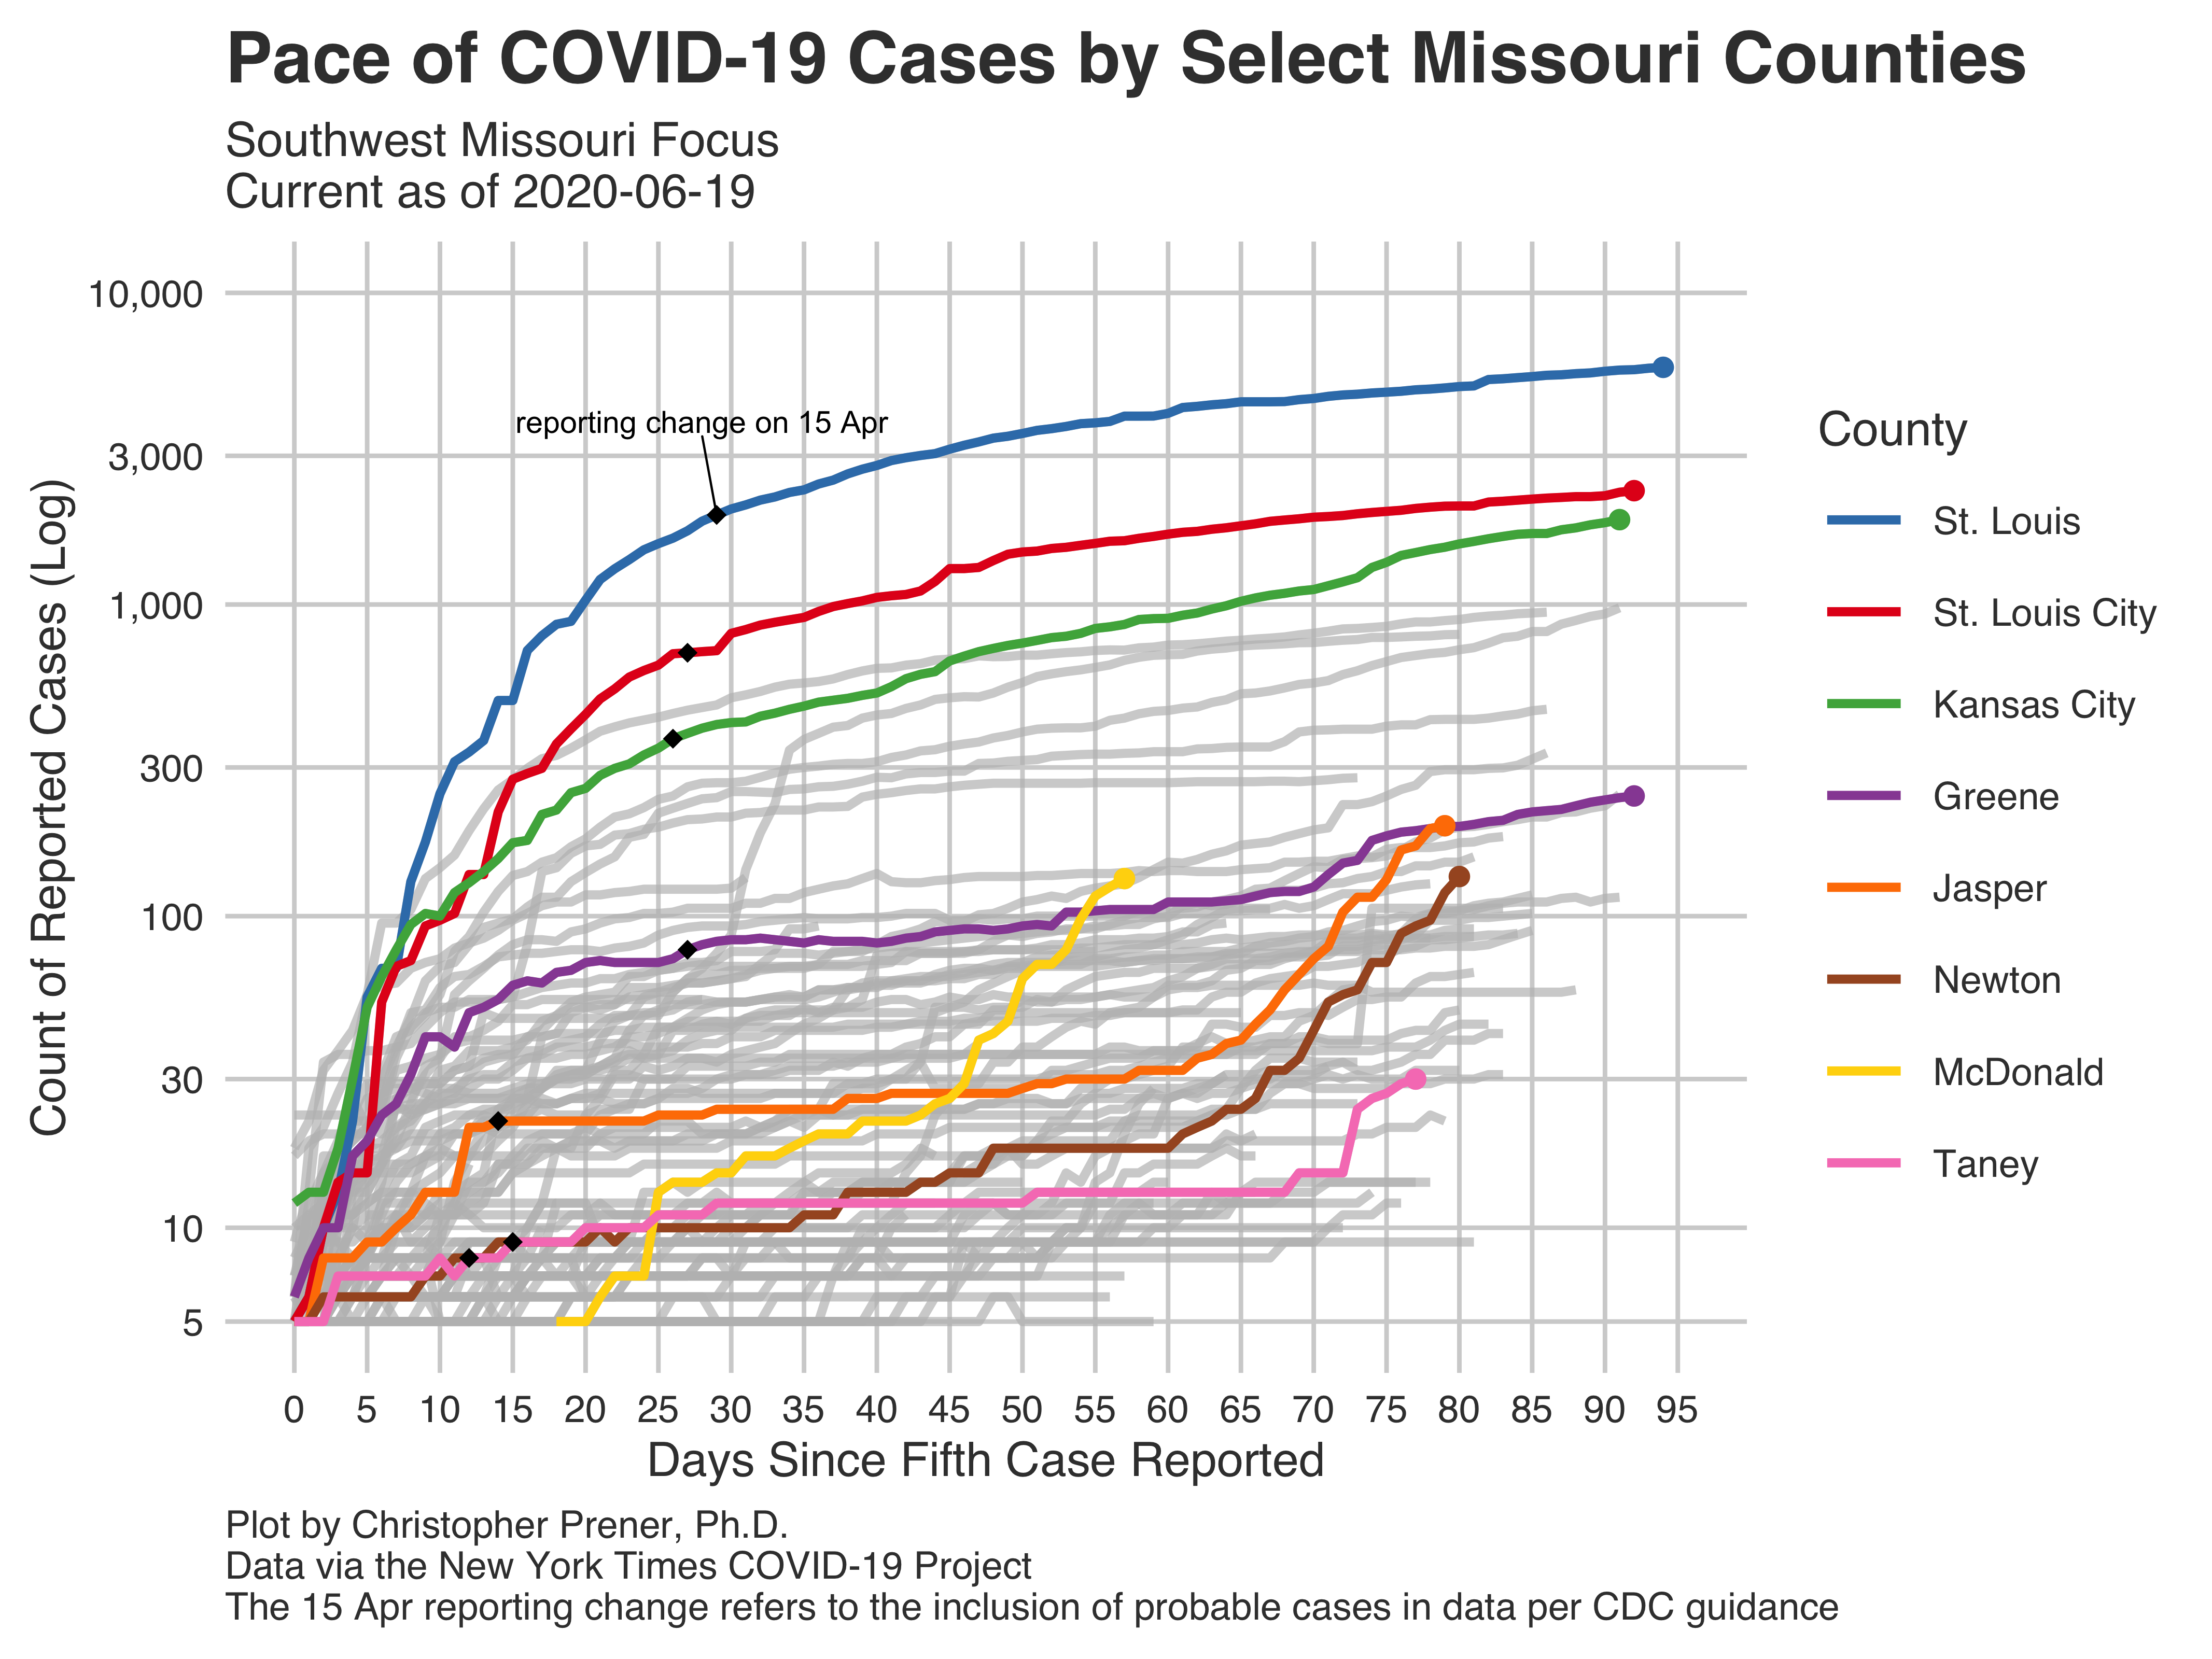 Pace of COVID-19 Cases by Select Missouri Counties
Southwest Missouri Focus
Current as of 2020-06-19
Count of Reported Cases (Log)
10,000
3,000
1,000
300
100
30
10
5
reporting change on 15 Apr
0 5 10 15 20 25 30 35 40 45 50 55 60 65 70 75 80 85 90 95
Days Since Fifth Case Reported
County
St. Louis
St. Louis City
Kansas City
Greene
Jasper
Newton
McDonald
Taney
Plot by Christopher Prener, Ph.D.
Data via the New York Times COVID-19 Project
The 15 Apr reporting change refers to the inclusion of probable cases in data per CDC guidance